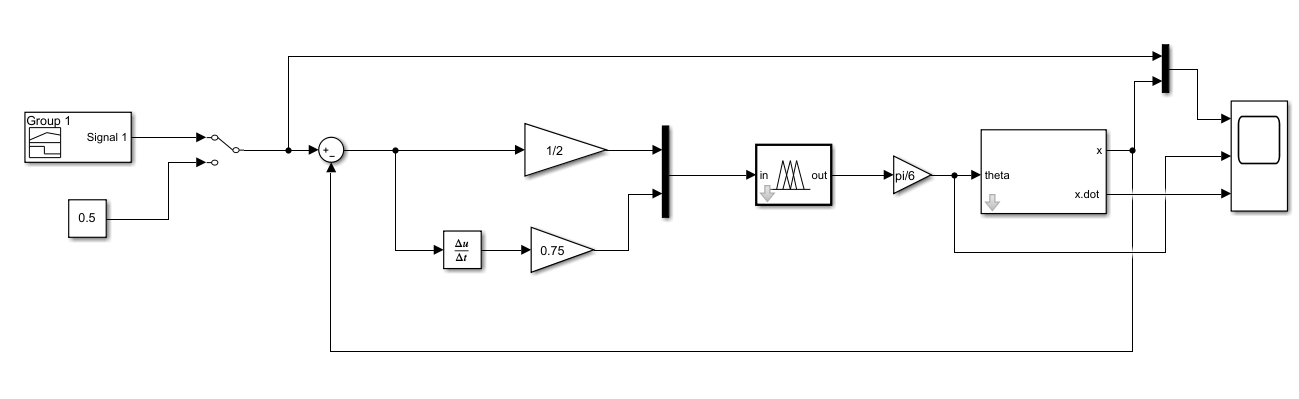 Group 1
Signal 1
0.5
+
−
1/2
Δu
Δt
0.75
in
out
pi/6
theta
x
x.dot